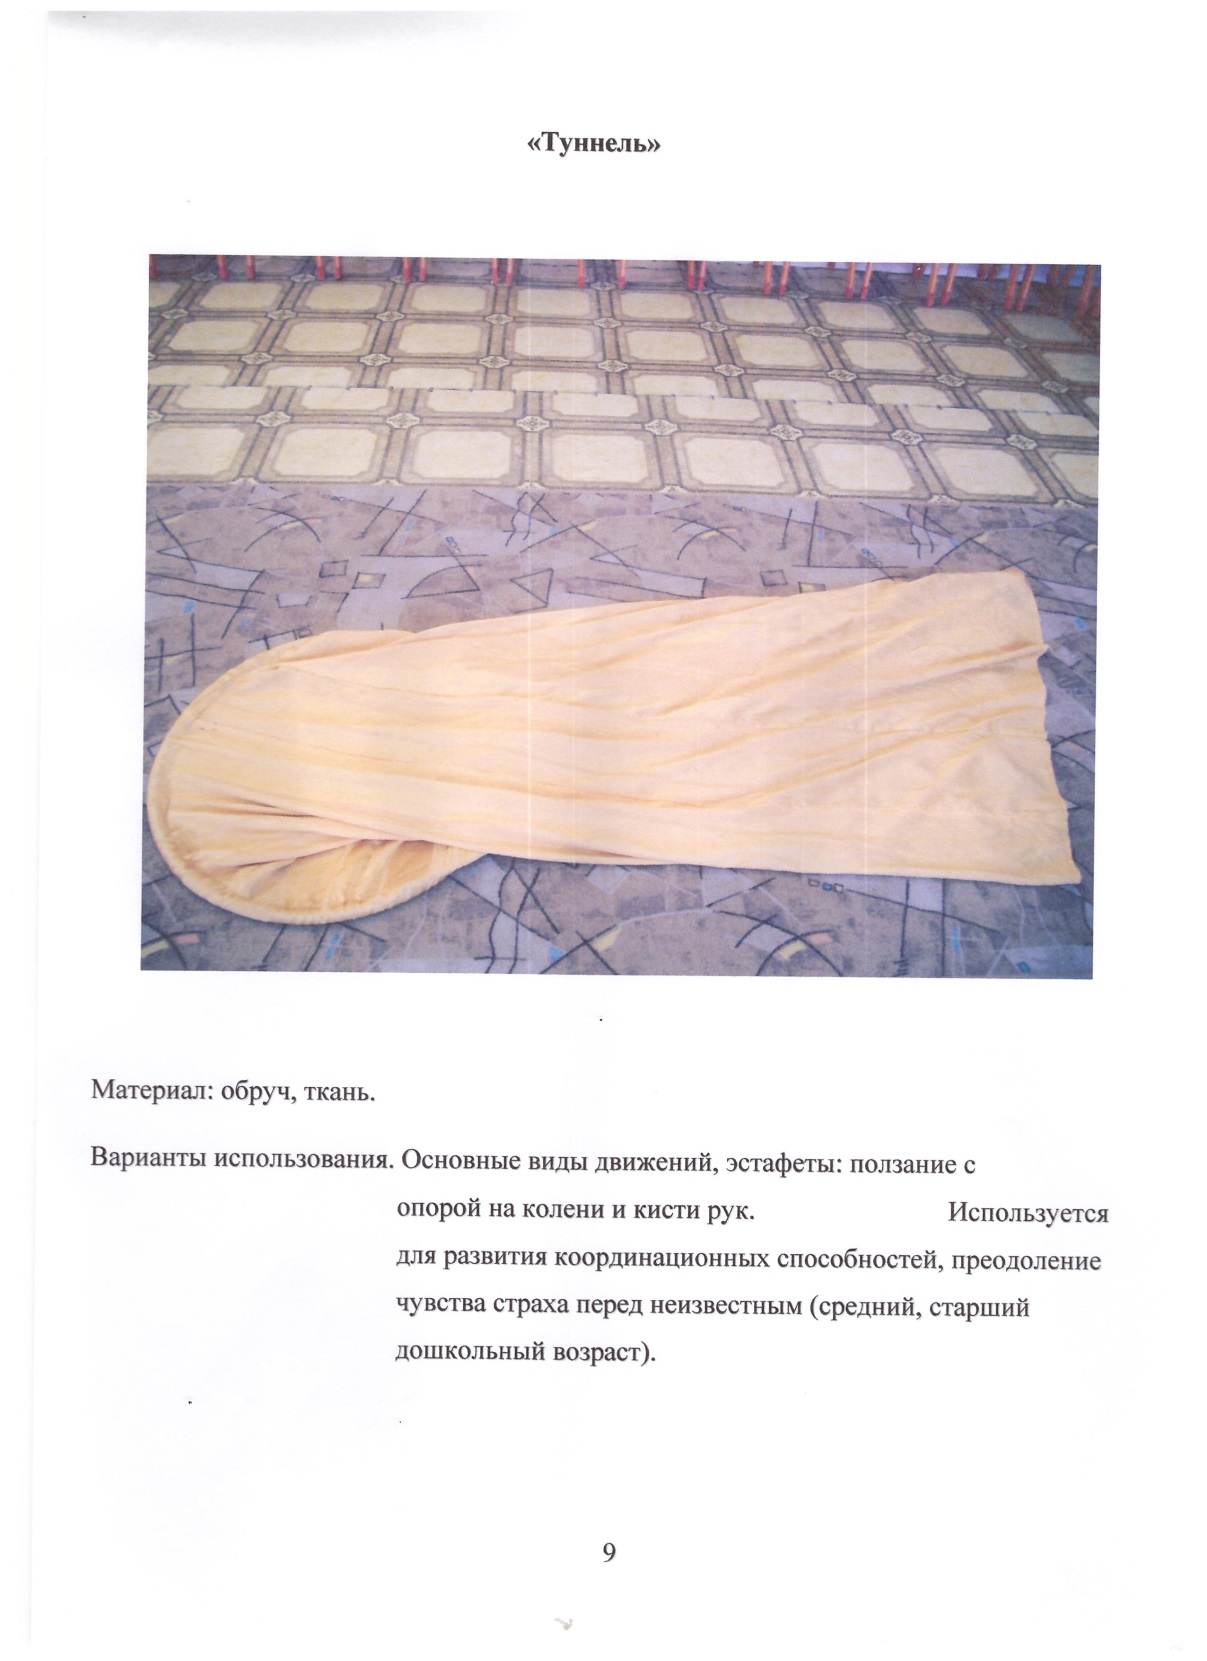 «Туннель»
Материал: обруч, ткань.
Варианты использования. Основные виды движений, эстафеты: ползание с
опорой на колени и кисти рук. Используется
для развития координационных способностей, преодоление
чувства страха перед неизвестным (средний, старший
дошкольный возраст).
9